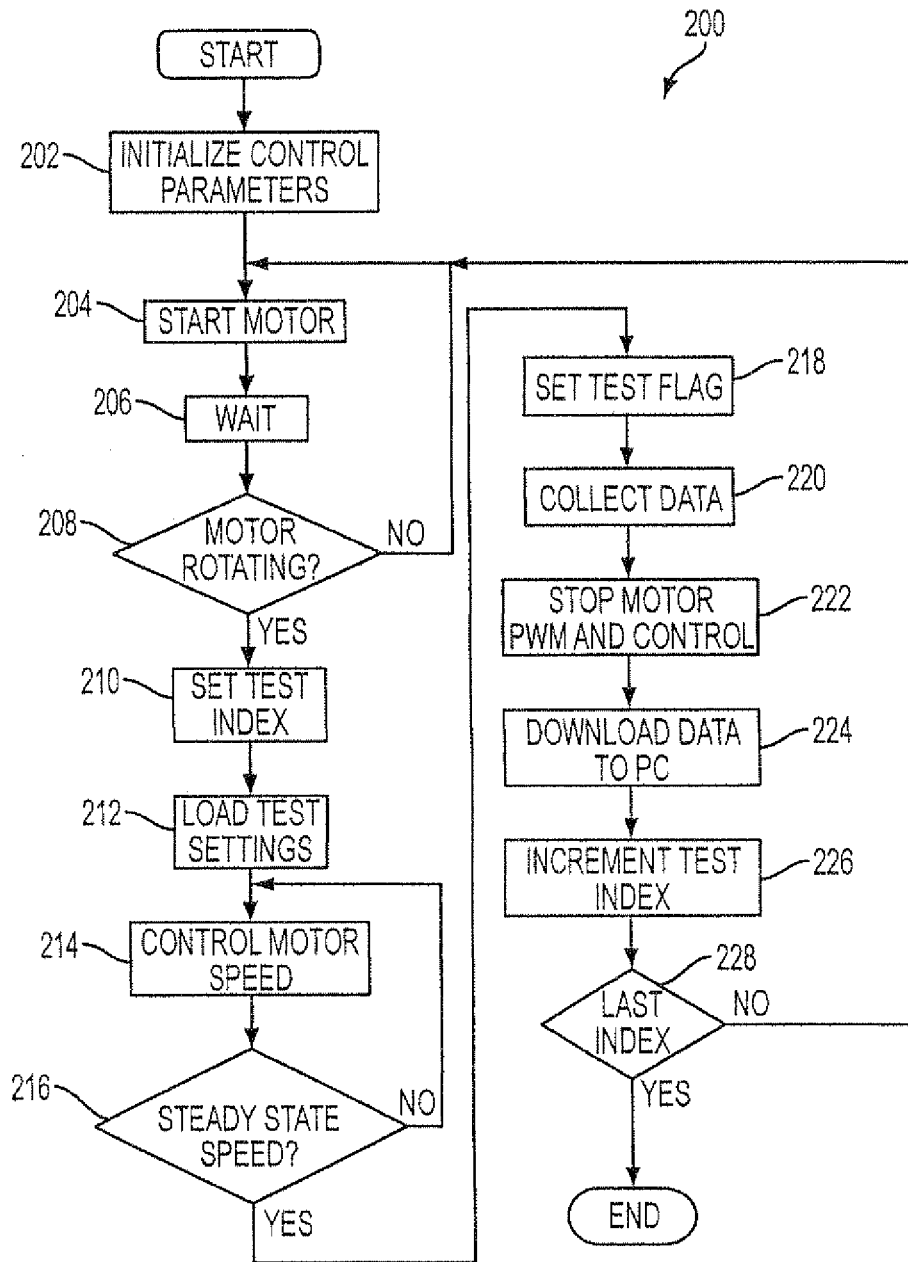 200
START
202
INITIALIZE CONTROL
PARAMETERS
204
START MOTOR
206
WAIT
208
MOTOR
ROTATING?
NO
YES
210
SET TEST
INDEX
212
LOAD TEST
SETTINGS
214
CONTROL MOTOR
SPEED
216
STEADY STATE
SPEED?
NO
YES
SET TEST FLAG
218
COLLECT DATA
220
STOP MOTOR
PWM AND CONTROL
222
DOWNLOAD DATA
TO PC
224
INCREMENT TEST
INDEX
226
228
LAST
INDEX
NO
YES
END